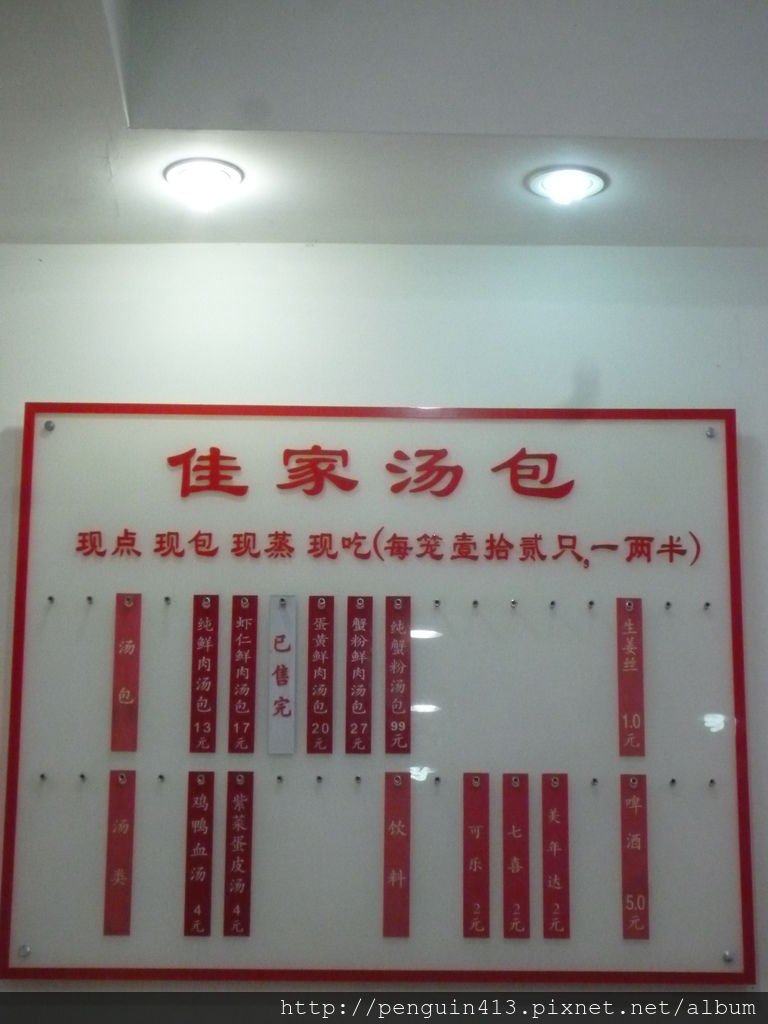 佳家汤包
现点 现包 现蒸 现吃(每笼壹拾贰只,一两半)
汤包
纯鲜肉汤包 13元
虾仁鲜肉汤包 17元
已售完
蛋黄鲜肉汤包 20元
蟹粉鲜肉汤包 27元
纯蟹粉汤包 99元
生姜丝 1.0元
汤类
鸡鸭血汤 4元
紫菜蛋皮汤 4元
饮料
可乐 2元
七喜 2元
美年达 2元
啤酒 5.0元
http://penguin413.pixnet.net/album